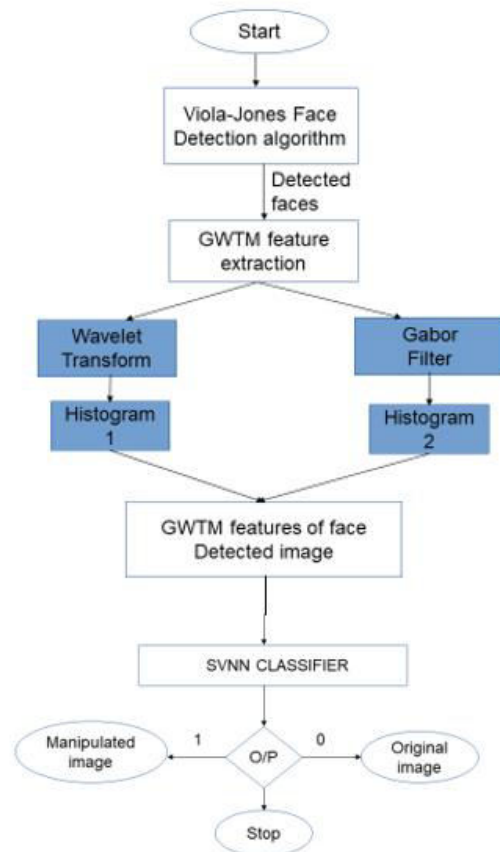 Start
Viola-Jones Face
Detection algorithm
Detected
faces
GWTM feature
extraction
Wavelet
Transform
Gabor
Filter
Histogram
1
Histogram
2
GWTM features of face
Detected image
SVNN CLASSIFIER
Manipulated
image
1
O/P
0
Original
image
Stop